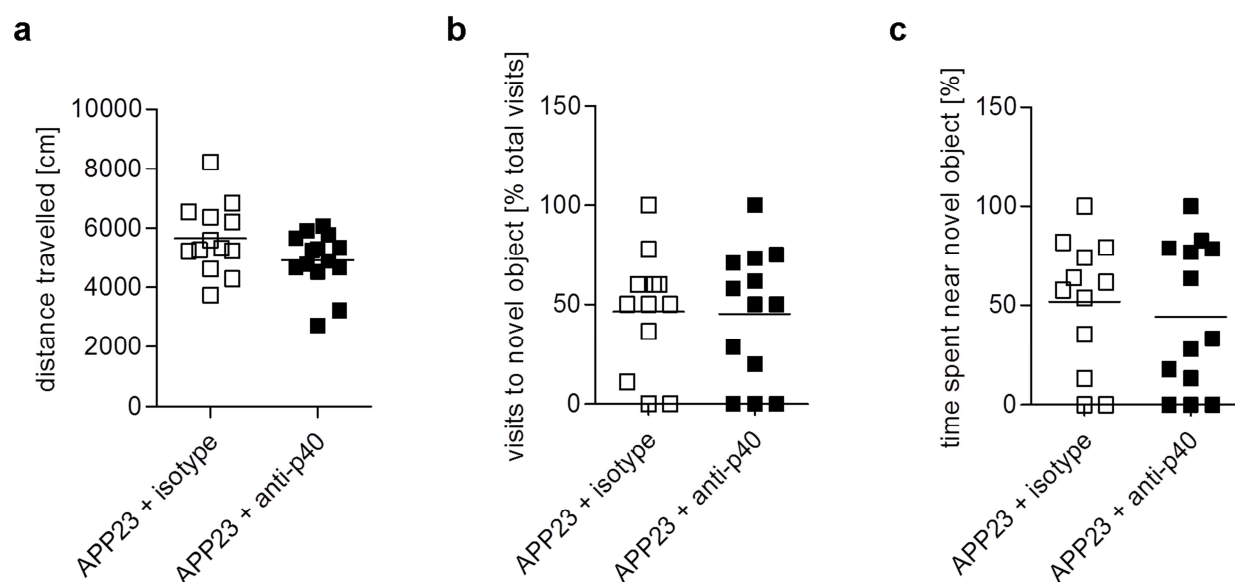 a
b
c
distance travelled [cm]
10000
8000
6000
4000
2000
0
APP23 + isotype
APP23 + anti-p40
visits to novel object [% total visits]
150
100
50
0
APP23 + isotype
APP23 + anti-p40
time spent near novel object [%]
150
100
50
0
APP23 + isotype
APP23 + anti-p40